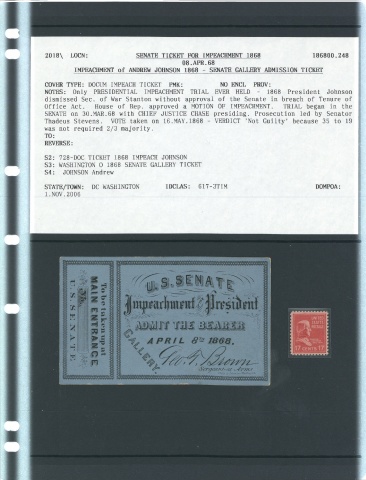 2018\ LOCN: SENATE TICKET FOR IMPEACHMENT 1868 186800.248
08.APR.68
IMPEACHMENT of ANDREW JOHNSON 1868 - SENATE GALLERY ADMISSION TICKET
COVER TYPE: DOCUM IMPEACH TICKET PMK: NO ENCL PROV:
NOTES: Only PRESIDENTIAL IMPEACHMENT TRIAL EVER HELD - 1868 President Johnson
dismissed Sec. of War Stanton without approval of the Senate in breach of Tenure of
Office Act. House of Rep. approved a MOTION OF IMPEACHMENT. TRIAL began in the
SENATE on 30.MAR.68 with CHIEF JUSTICE CHASE presiding. Prosecution led by Senator
Thadeus Stevens. VOTE taken on 16.MAY.1868 - VERDICT 'Not Guilty' because 35 to 19
was not required 2/3 majority.
TO:
REVERSE:
S2: 728-DOC TICKET 1868 IMPEACH JOHNSON
S3: WASHINGTON O 1868 SENATE GALLERY TICKET
S4: JOHNSON Andrew
STATE/TOWN: DC WASHINGTON IDCLAS: 617-3T1M DOMPOA:
1.NOV.2006
To be taken up at
MAIN ENTRANCE
U.S. SENATE
U.S. SENATE
Impeachment of the President
ADMIT THE BEARER
APRIL 8TH 1868.
GALLERY.
Geo. T. Brown
Sergeant-at-Arms